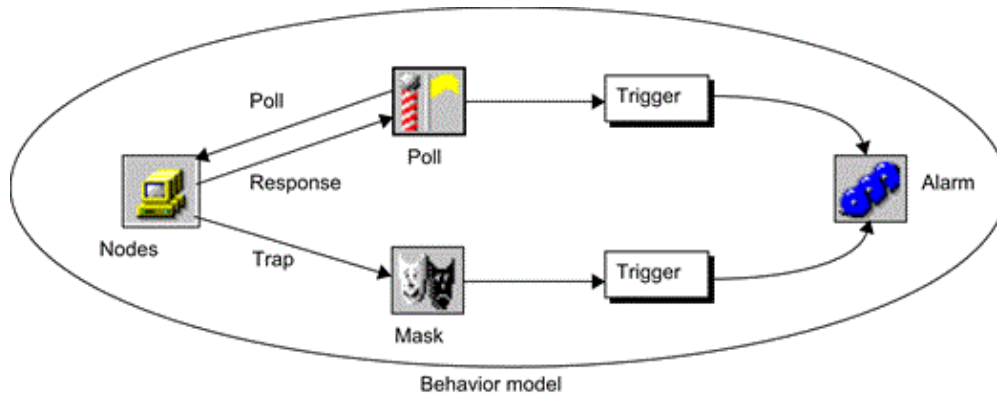 Poll
Trigger
Poll
Response
Alarm
Nodes
Trap
Trigger
Mask
Behavior model